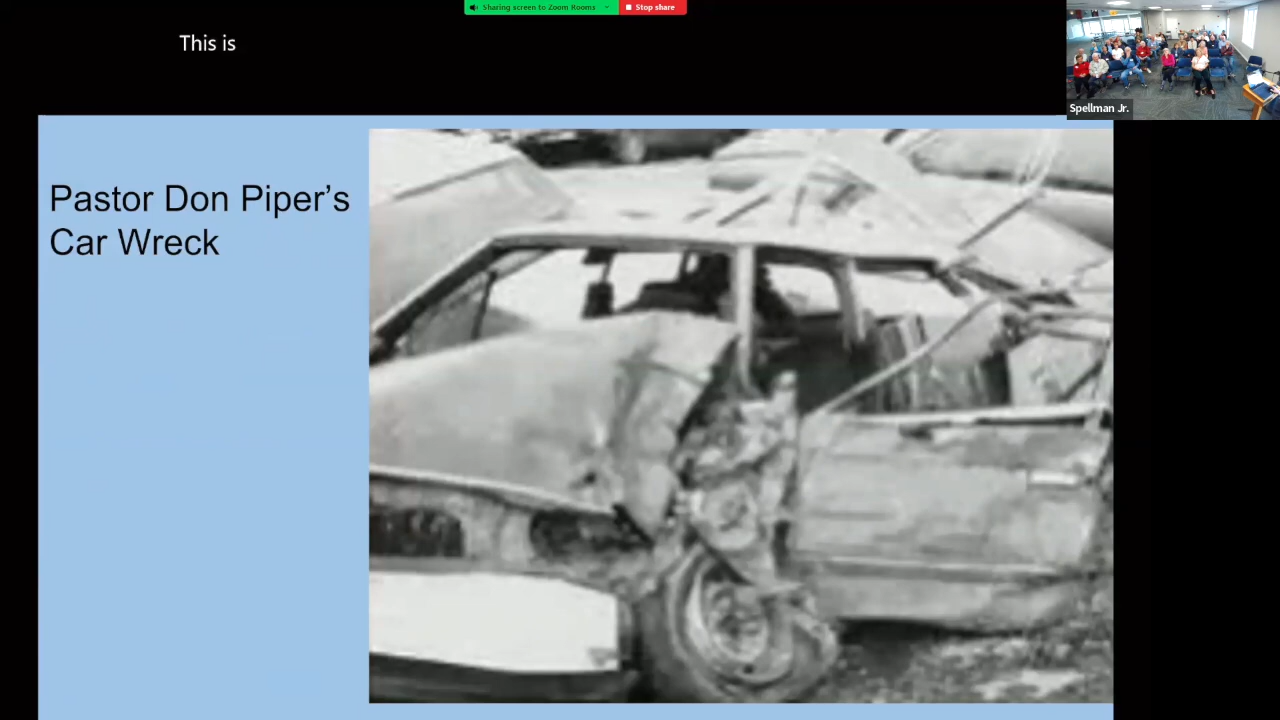 Sharing screen to Zoom Rooms
Stop share
This is
Spellman Jr.
Pastor Don Piper’s
Car Wreck